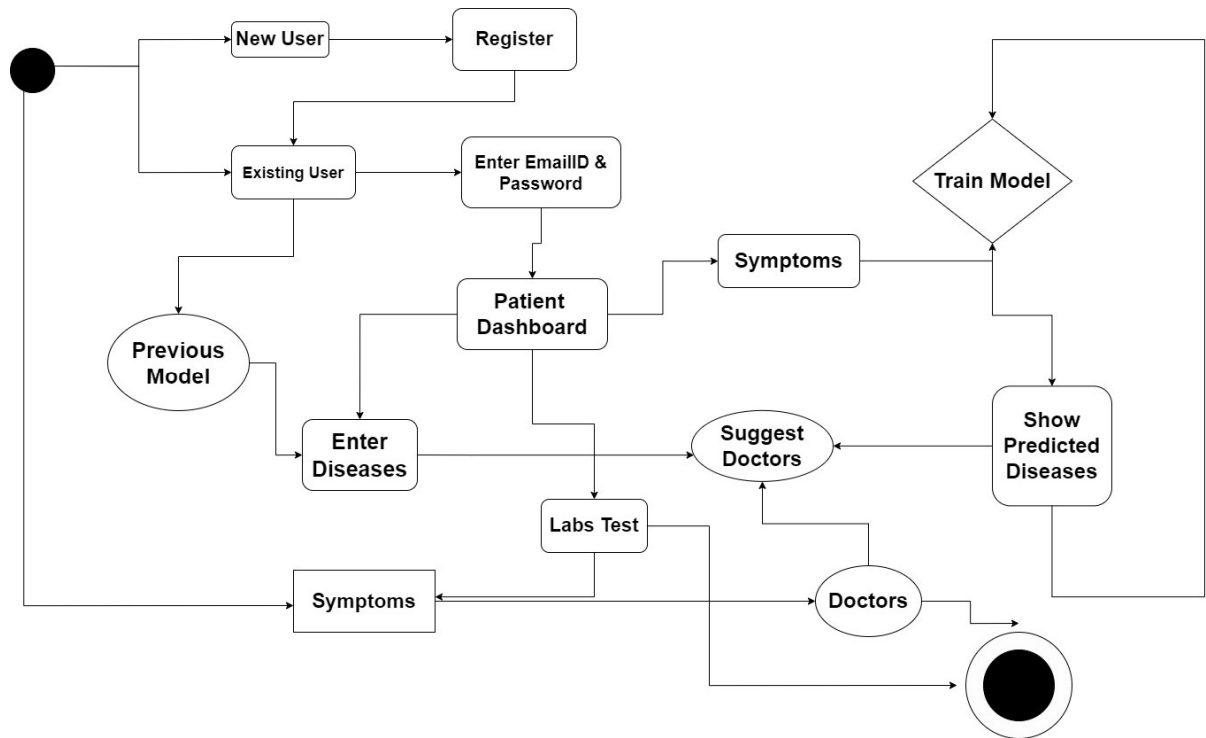 New User
Register
Existing User
Enter EmailID &
Password
Train Model
Symptoms
Patient
Dashboard
Previous
Model
Enter
Diseases
Suggest
Doctors
Show
Predicted
Diseases
Labs Test
Symptoms
Doctors